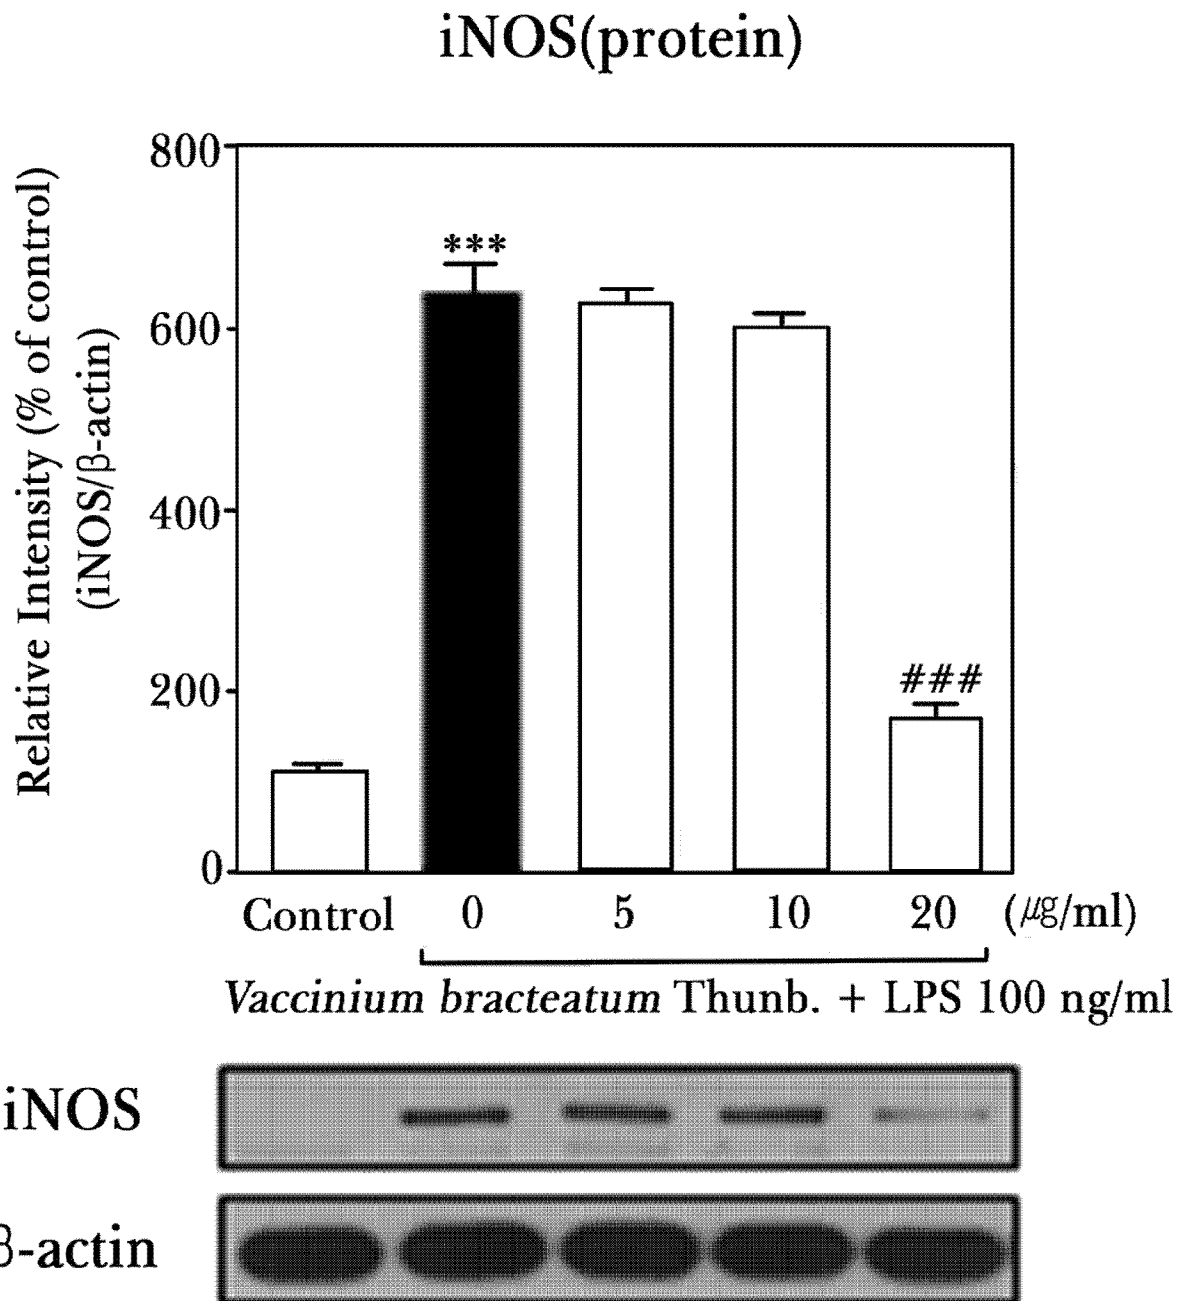 iNOS(protein)
Relative Intensity (% of control)
(iNOS/β-actin)
800
600
400
200
0
***
###
Control 0 5 10 20 (μg/ml)
Vaccinium bracteatum Thunb. + LPS 100 ng/ml
iNOS
β-actin